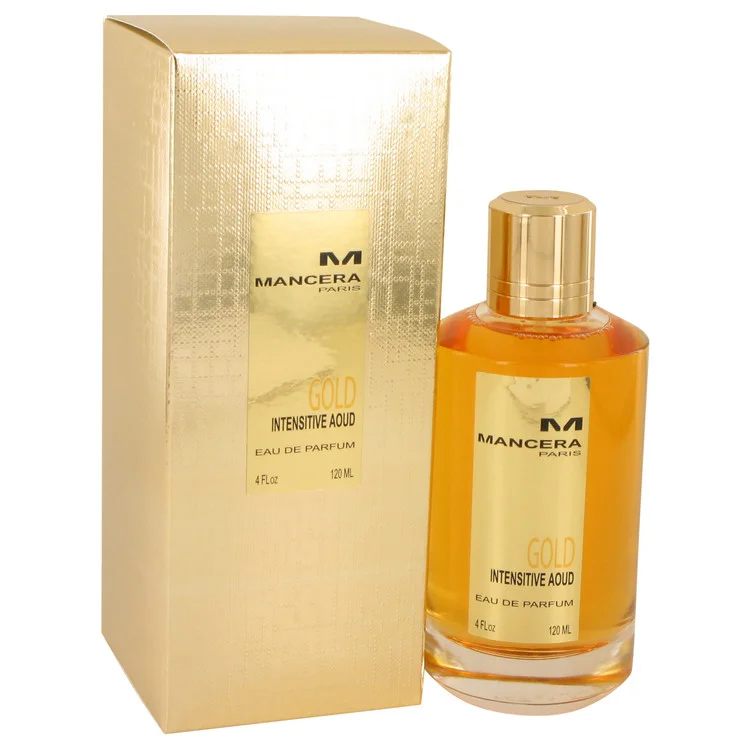 M
MANCERA
PARIS
GOLD
INTENSITIVE AOUD
EAU DE PARFUM
4 FLoz 120 ML
M
MANCERA
PARIS
GOLD
INTENSITIVE AOUD
EAU DE PARFUM
4 FLoz 120 ML